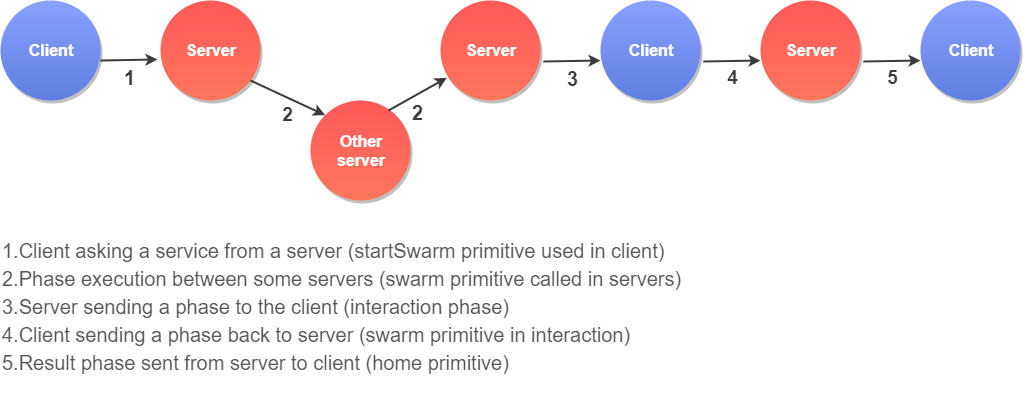 Client
Server
Server
Client
Server
Client
1
2
2
3
4
5
Other
server
1.Client asking a service from a server (startSwarm primitive used in client)
2.Phase execution between some servers (swarm primitive called in servers)
3.Server sending a phase to the client (interaction phase)
4.Client sending a phase back to server (swarm primitive in interaction)
5.Result phase sent from server to client (home primitive)